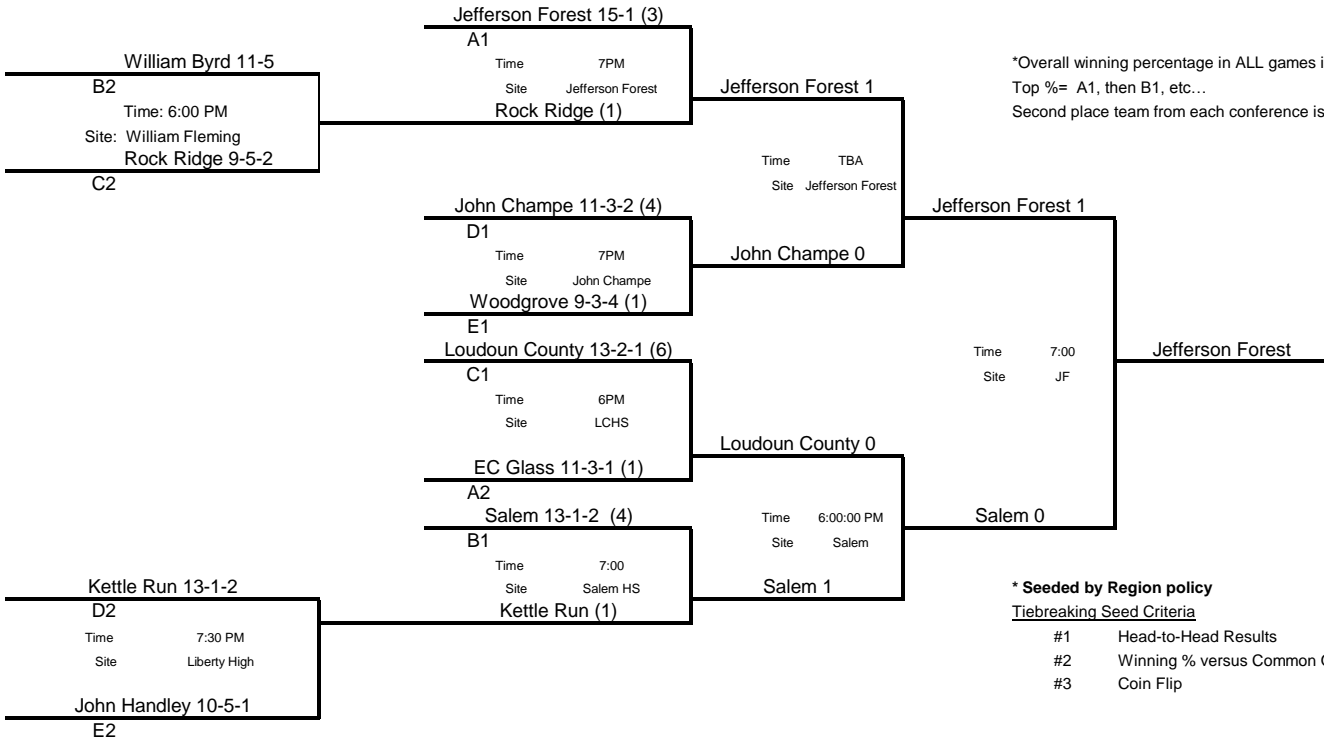 Jefferson Forest 15-1 (3)
A1
Time 7PM
Site Jefferson Forest
Rock Ridge (1)
William Byrd 11-5
B2
Time: 6:00 PM
Site: William Fleming
Rock Ridge 9-5-2
C2
Jefferson Forest 1
Time TBA
Site Jefferson Forest
John Champe 0
*Overall winning percentage in ALL games i
Top %= A1, then B1, etc…
Second place team from each conference is
John Champe 11-3-2 (4)
D1
Time 7PM
Site John Champe
Woodgrove 9-3-4 (1)
E1
Jefferson Forest 1
Time 7:00
Site JF
Salem 0
Jefferson Forest
Loudoun County 13-2-1 (6)
C1
Time 6PM
Site LCHS
EC Glass 11-3-1 (1)
A2
Loudoun County 0
Time 6:00:00 PM
Site Salem
Salem 1
Salem 13-1-2 (4)
B1
Time 7:00
Site Salem HS
Kettle Run (1)
Kettle Run 13-1-2
D2
Time 7:30 PM
Site Liberty High
John Handley 10-5-1
E2
* Seeded by Region policy
Tiebreaking Seed Criteria
#1 Head-to-Head Results
#2 Winning % versus Common
#3 Coin Flip